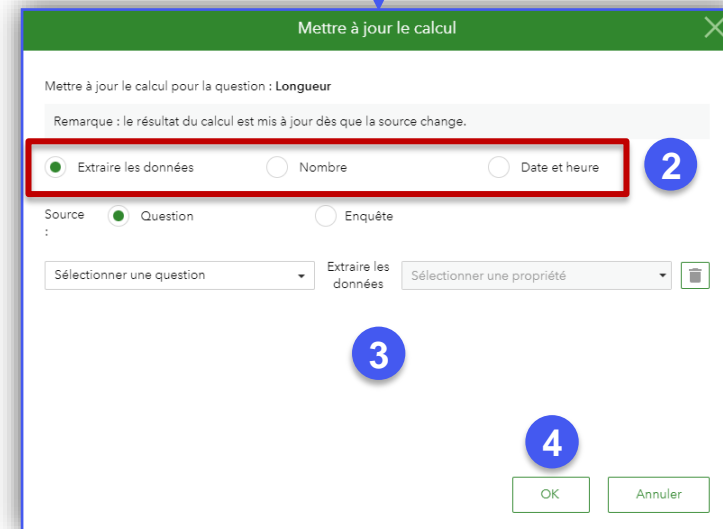 Mettre à jour le calcul
Mettre à jour le calcul pour la question : Longueur
Remarque : le résultat du calcul est mis à jour dès que la source change.
Extraire les données Nombre Date et heure 2
Source : Question Enquête
Sélectionner une question Extraire les données Sélectionner une propriété
3
4
OK Annuler